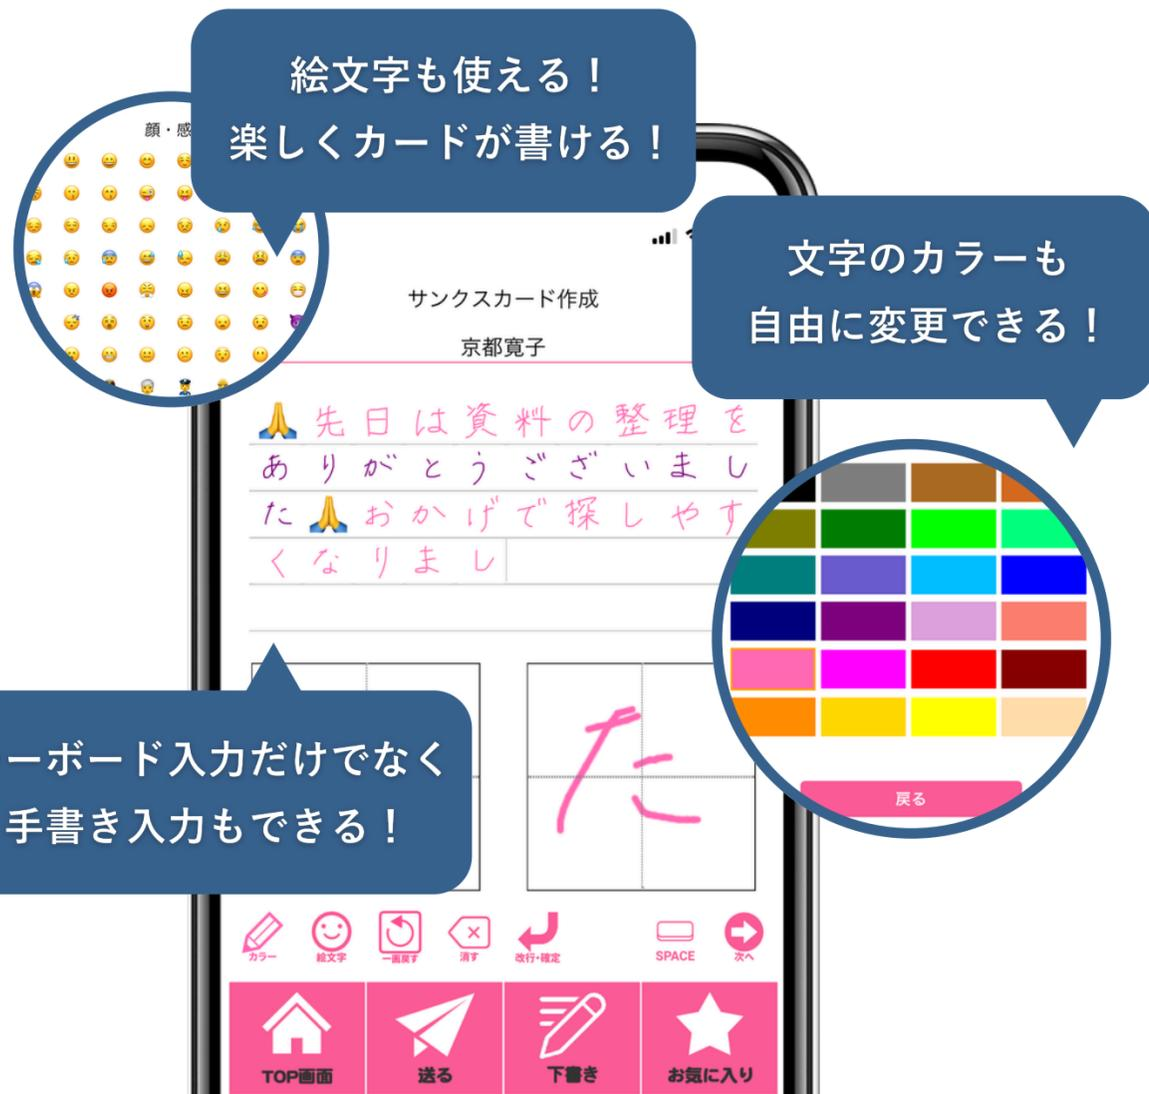 絵文字も使える！
楽しくカードが書ける！
顔・感
文字のカラーも
自由に変更できる！
サンクスカード作成
京都寛子
🙏先日は資料の整理を
ありがとうございまし
た🙏おかげで探しやす
くなりまし
ーボード入力だけでなく
手書き入力もできる！
た
戻る
カラー 絵文字 一画戻す 消す 改行・確定 SPACE 次へ
TOP画面 送る 下書き お気に入り